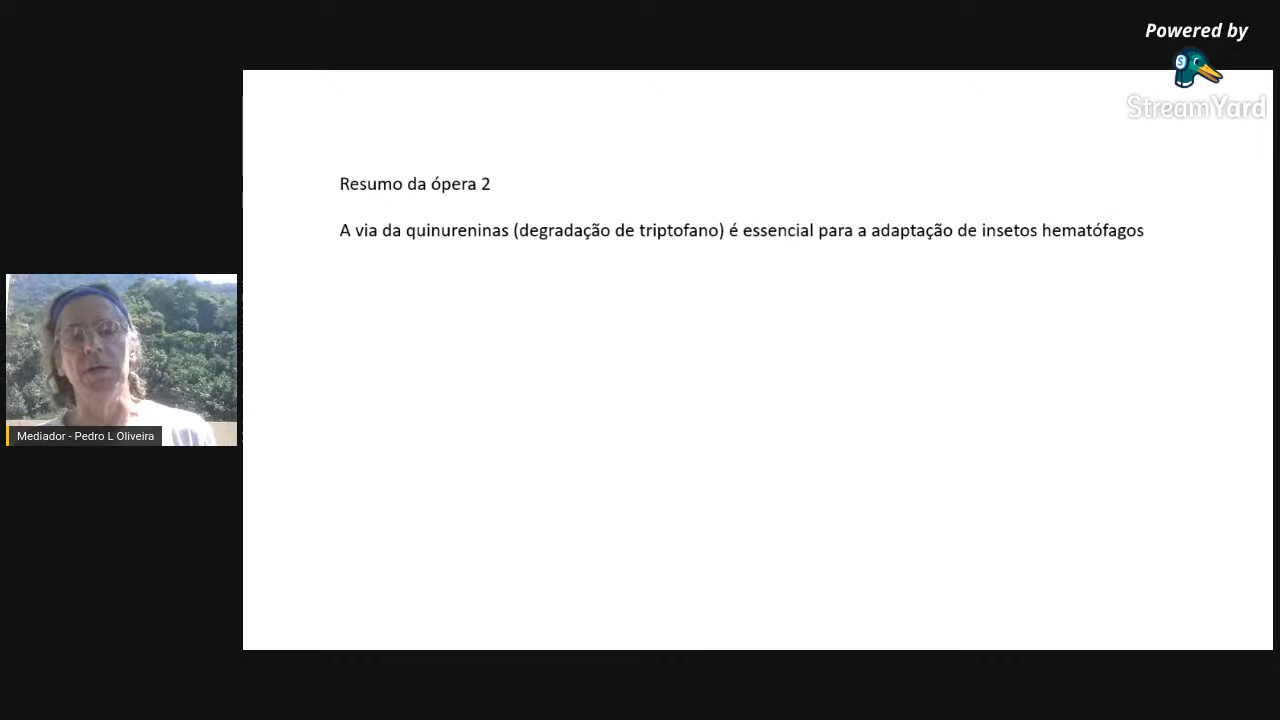 Powered by
StreamYard
Resumo da ópera 2
A via da quinureninas (degradação de triptofano) é essencial para a adaptação de insetos hematófagos
Mediador - Pedro L Oliveira